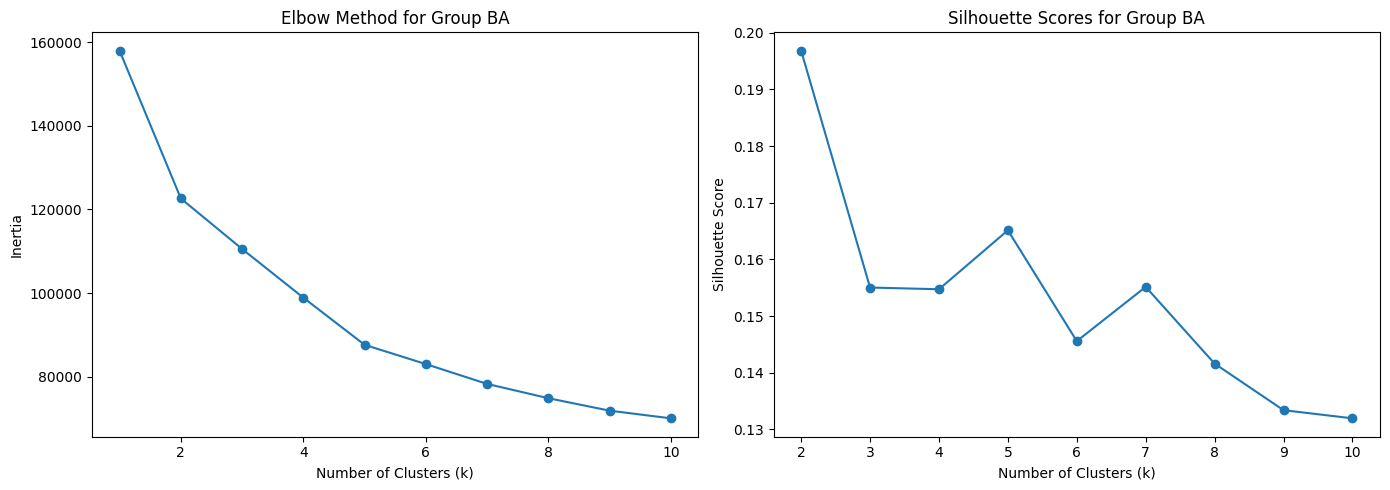 Elbow Method for Group BA
160000
140000
120000
100000
80000
Inertia
2 4 6 8 10
Number of Clusters (k)
Silhouette Scores for Group BA
0.20
0.19
0.18
0.17
0.16
0.15
0.14
0.13
Silhouette Score
2 3 4 5 6 7 8 9 10
Number of Clusters (k)